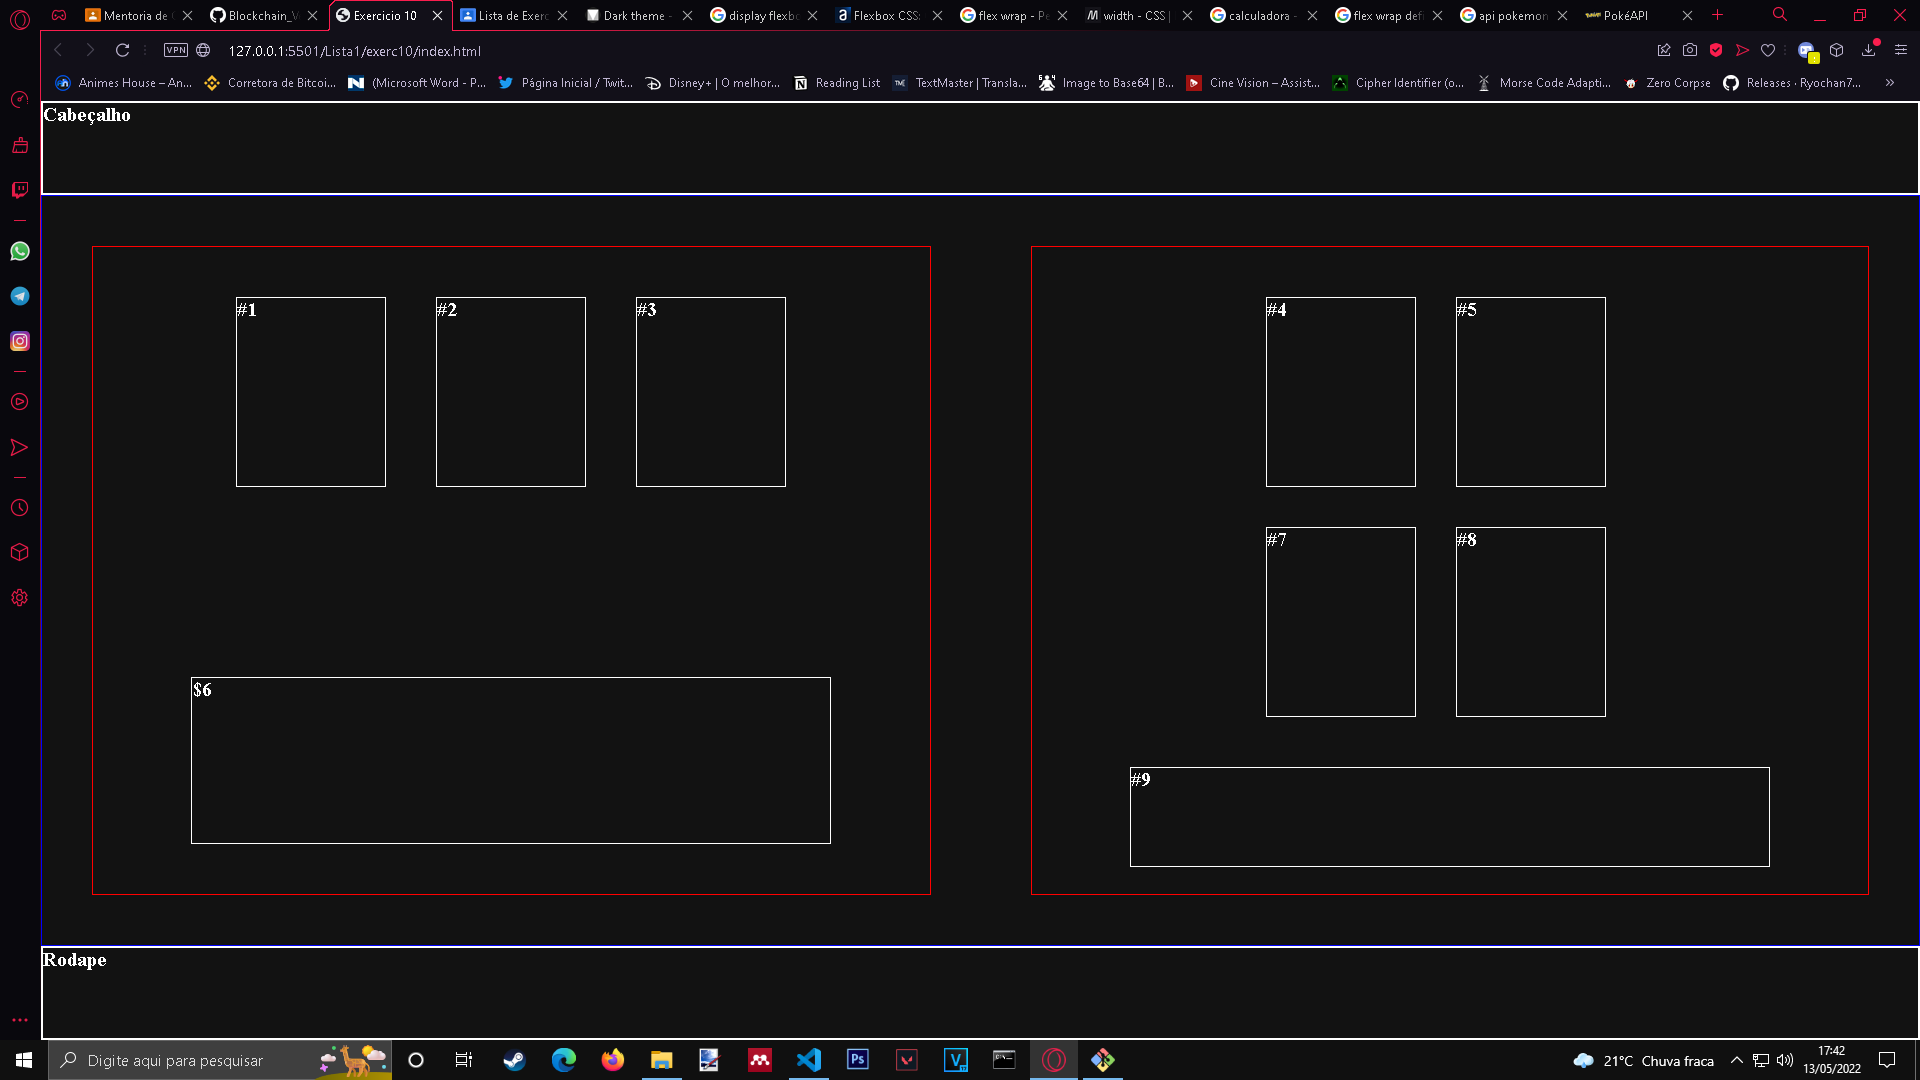 Mentoria de
Blockchain_V
Exercicio 10
Lista de Exerc
Dark theme -
display flexbo
Flexbox CSS:
flex wrap - Pe
width - CSS |
calculadora -
flex wrap defi
api pokemon
PokéAPI
VPN
127.0.0.1:5501/Lista1/exerc10/index.html
Animes House – An...
Corretora de Bitcoi...
(Microsoft Word - P...
Página Inicial / Twit...
Disney+ | O melhor...
Reading List
TextMaster | Transla...
Image to Base64 | B...
Cine Vision – Assist...
Cipher Identifier (o...
Morse Code Adapti...
Zero Corpse
Releases · Ryochan7...
Cabeçalho
#1
#2
#3
#4
#5
#7
#8
$6
#9
Rodape
Digite aqui para pesquisar
21°C Chuva fraca
17:42
13/05/2022